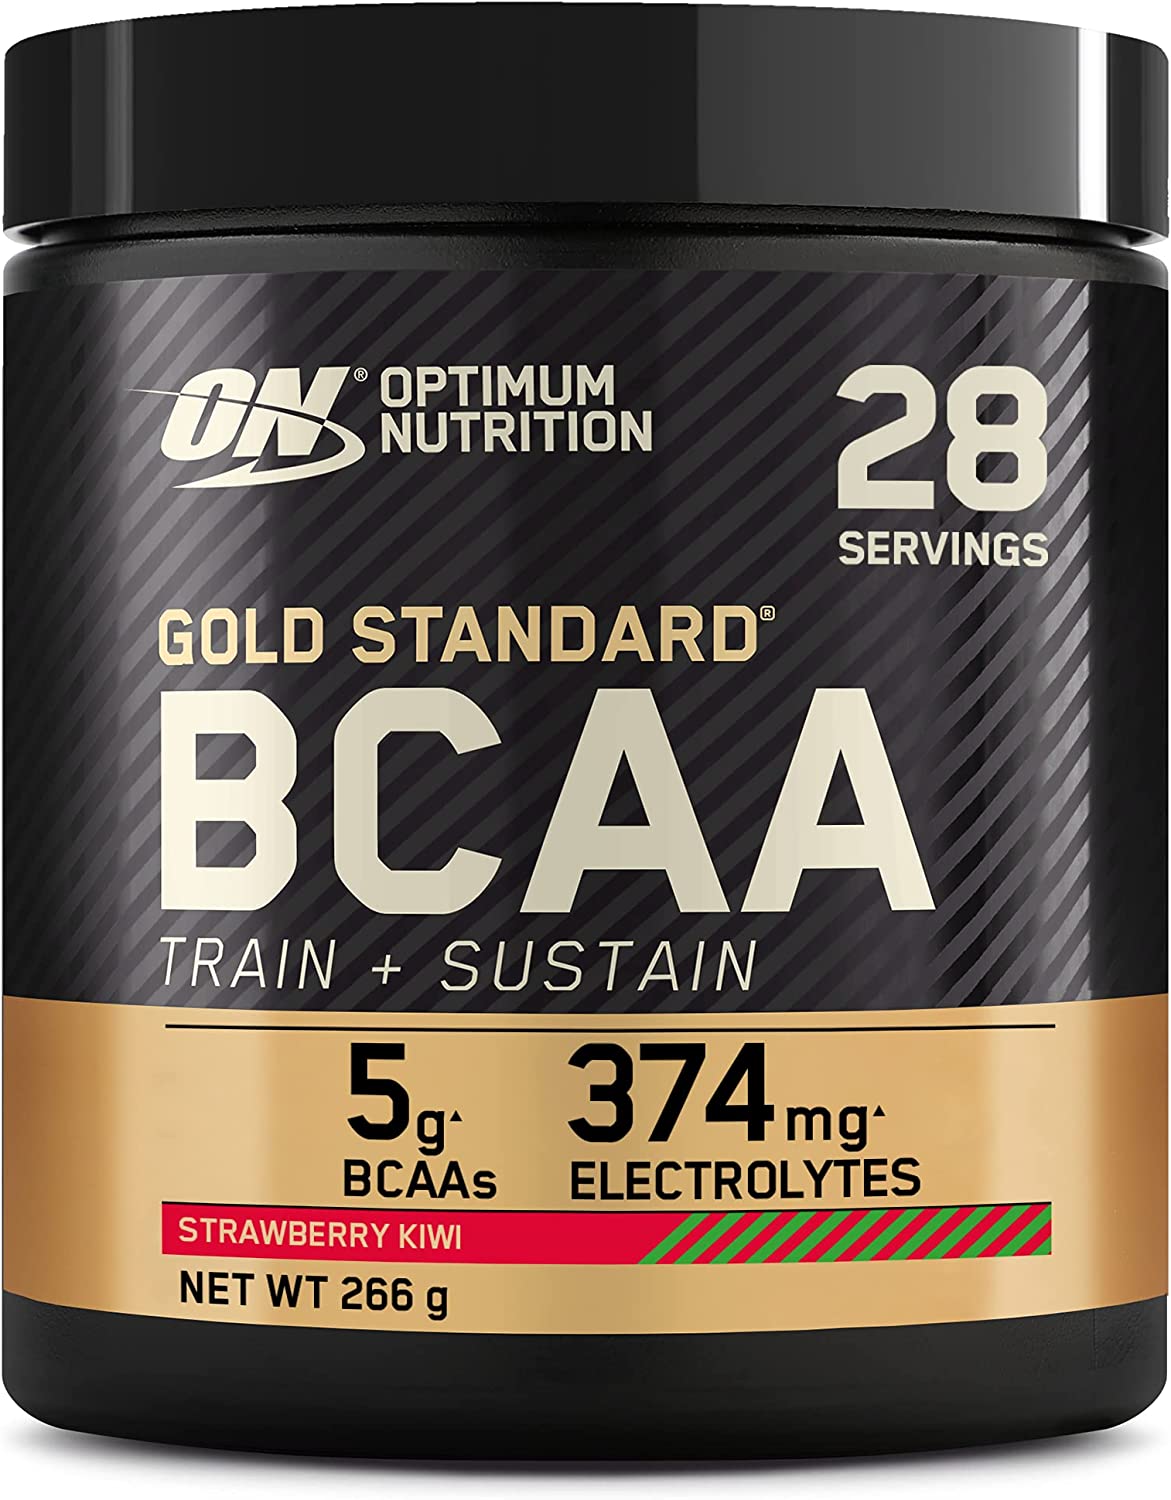 ON® OPTIMUM
NUTRITION
28
SERVINGS
GOLD STANDARD®
BCAA
TRAIN + SUSTAIN
5g▲
BCAAs
374mg▲
ELECTROLYTES
STRAWBERRY KIWI
NET WT 266 g